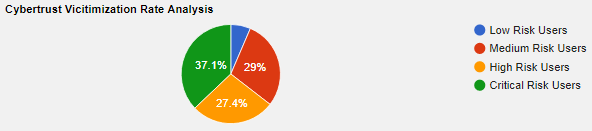 Cybertrust Vicitimization Rate Analysis
Low Risk Users
Medium Risk Users
High Risk Users
Critical Risk Users
37.1%
29%
27.4%